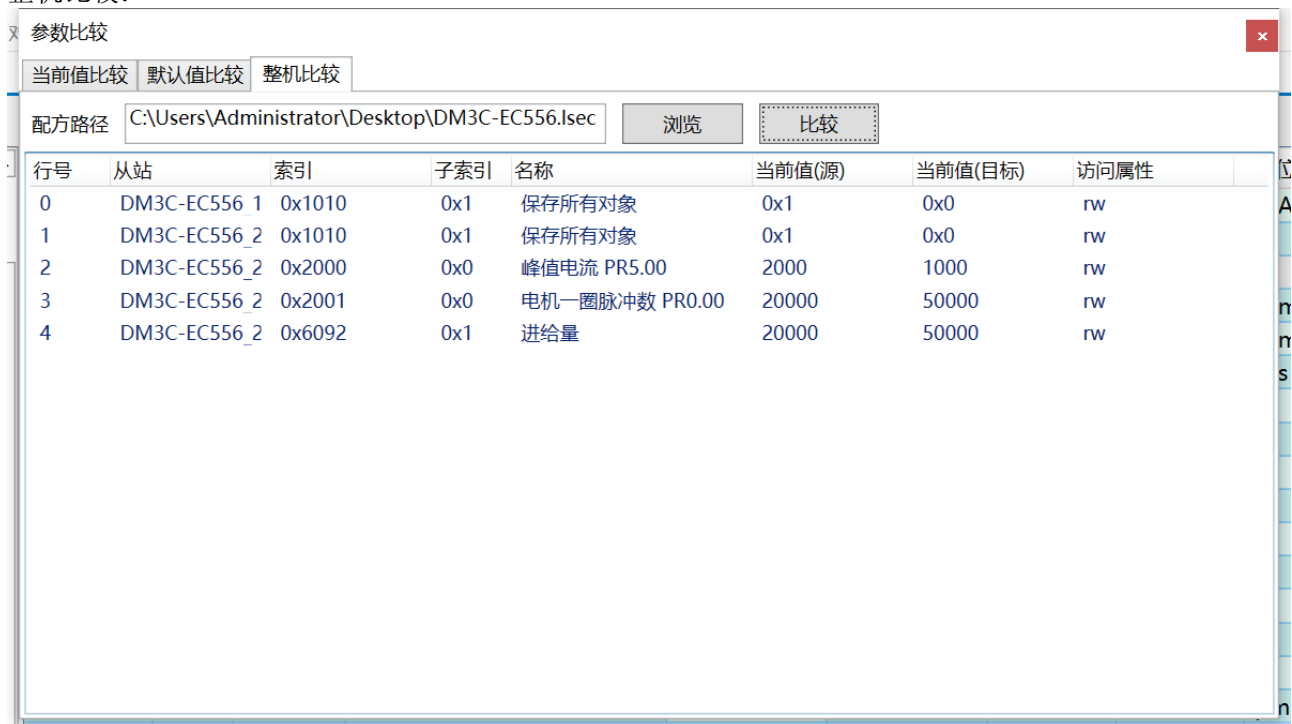 参数比较
当前值比较 默认值比较 整机比较
配方路径 C:\Users\Administrator\Desktop\DM3C-EC556.lsec 浏览 比较
行号 从站 索引 子索引 名称 当前值(源) 当前值(目标) 访问属性
0 DM3C-EC556_1 0x1010 0x1 保存所有对象 0x1 0x0 rw
1 DM3C-EC556_2 0x1010 0x1 保存所有对象 0x1 0x0 rw
2 DM3C-EC556_2 0x2000 0x0 峰值电流 PR5.00 2000 1000 rw
3 DM3C-EC556_2 0x2001 0x0 电机一圈脉冲数 PR0.00 20000 50000 rw
4 DM3C-EC556_2 0x6092 0x1 进给量 20000 50000 rw